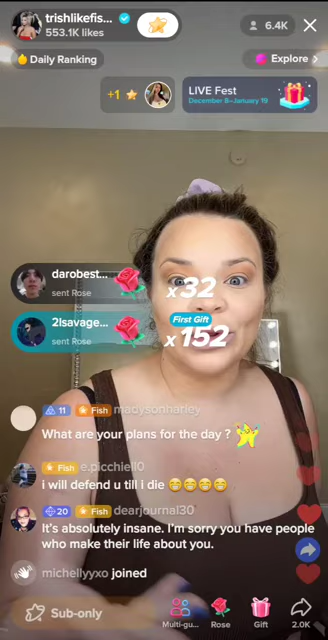 trishlikefis...
553.1K likes
6.4K
Daily Ranking
Explore
+1
LIVE Fest
December 8–January 19
darobest...
sent Rose
x32
2lsavage...
sent Rose
First Gift
x152
11 Fish madysonharley
What are your plans for the day ?
Fish e.picchiell0
i will defend u till i die 😁😁😁😁
20 Fish dearjournal30
It's absolutely insane. I'm sorry you have people
who make their life about you.
michellyyxo joined
Sub-only
Multi-gu...
Rose
Gift
2.0K